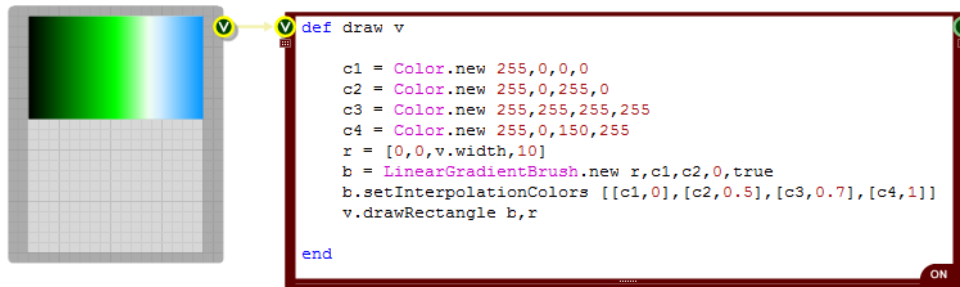 V
V
def draw v
c1 = Color.new 255,0,0,0
c2 = Color.new 255,0,255,0
c3 = Color.new 255,255,255,255
c4 = Color.new 255,0,150,255
r = [0,0,v.width,10]
b = LinearGradientBrush.new r,c1,c2,0,true
b.setInterpolationColors [[c1,0],[c2,0.5],[c3,0.7],[c4,1]]
v.drawRectangle b,r
end
ON